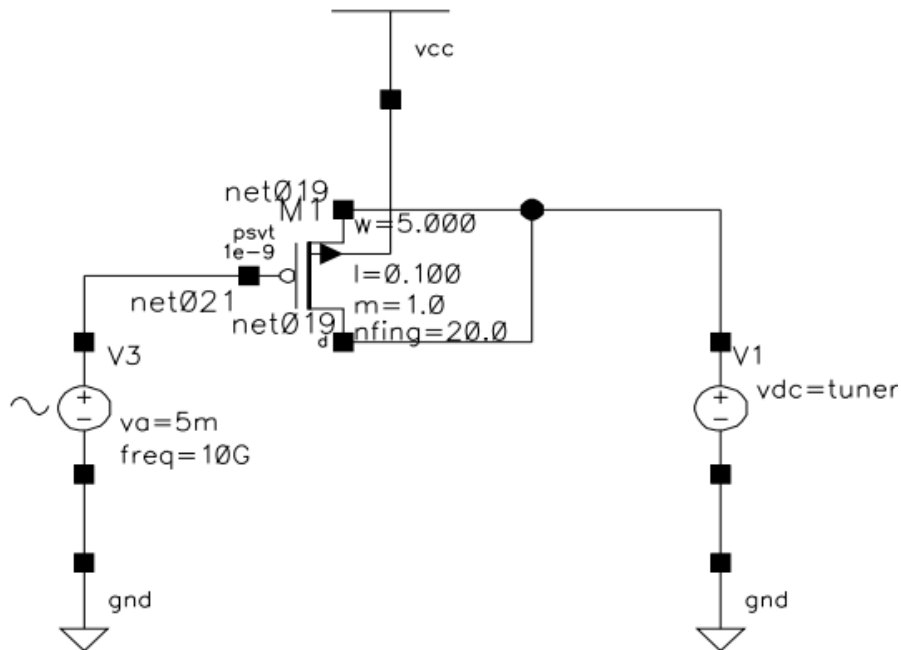 vcc
net019
M1
w=5.000
psvt
1e-9
l=0.100
net021
m=1.0
net019
nfing=20.0
d
V3
V1
vdc=tuner
va=5m
freq=10G
gnd
gnd